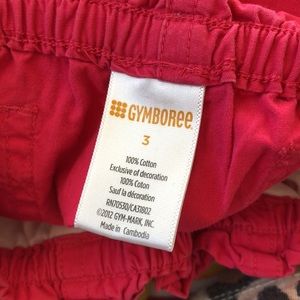 GYMBOREE
3
100% Cotton
Exclusive of decoration
100% Coton
Sauf la décoration
RN70530/CA31802
©2012 GYM-MARK, INC.
Made in Cambodia